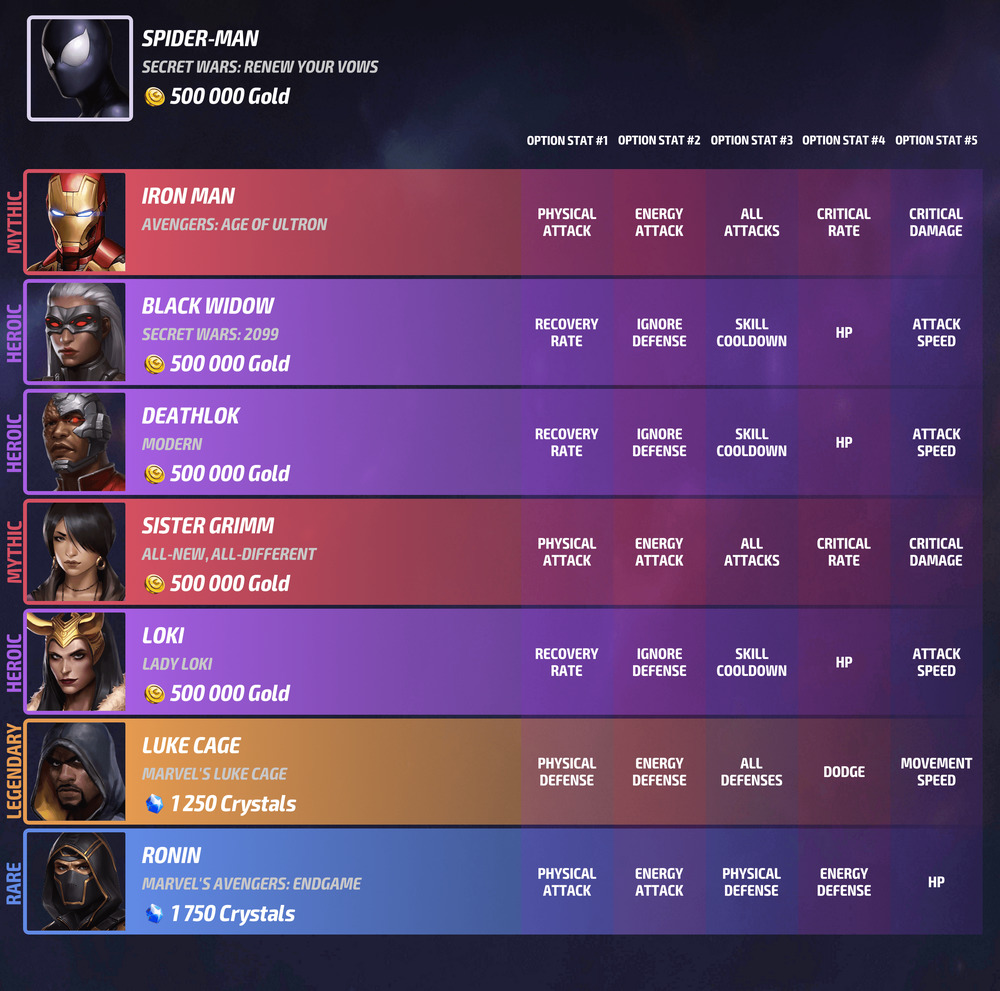 SPIDER-MAN
SECRET WARS: RENEW YOUR VOWS
500 000 Gold
OPTION STAT #1 OPTION STAT #2 OPTION STAT #3 OPTION STAT #4 OPTION STAT #5
MYTHIC
IRON MAN
AVENGERS: AGE OF ULTRON
PHYSICAL ATTACK ENERGY ATTACK ALL ATTACKS CRITICAL RATE CRITICAL DAMAGE
HEROIC
BLACK WIDOW
SECRET WARS: 2099
500 000 Gold
RECOVERY RATE IGNORE DEFENSE SKILL COOLDOWN HP ATTACK SPEED
HEROIC
DEATHLOK
MODERN
500 000 Gold
RECOVERY RATE IGNORE DEFENSE SKILL COOLDOWN HP ATTACK SPEED
MYTHIC
SISTER GRIMM
ALL-NEW, ALL-DIFFERENT
500 000 Gold
PHYSICAL ATTACK ENERGY ATTACK ALL ATTACKS CRITICAL RATE CRITICAL DAMAGE
HEROIC
LOKI
LADY LOKI
500 000 Gold
RECOVERY RATE IGNORE DEFENSE SKILL COOLDOWN HP ATTACK SPEED
LEGENDARY
LUKE CAGE
MARVEL'S LUKE CAGE
1 250 Crystals
PHYSICAL DEFENSE ENERGY DEFENSE ALL DEFENSES DODGE MOVEMENT SPEED
RARE
RONIN
MARVEL'S AVENGERS: ENDGAME
1 750 Crystals
PHYSICAL ATTACK ENERGY ATTACK PHYSICAL DEFENSE ENERGY DEFENSE HP